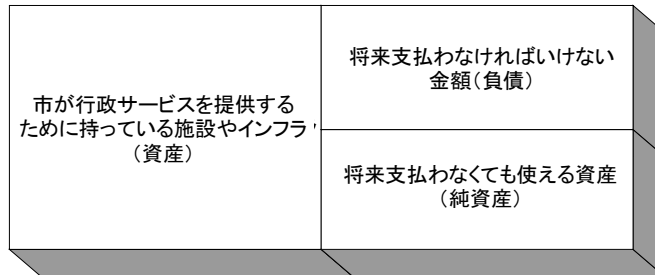 市が行政サービスを提供する
ために持っている施設やインフラ
（資産）
将来支払わなければいけない
金額（負債）
将来支払わなくても使える資産
（純資産）